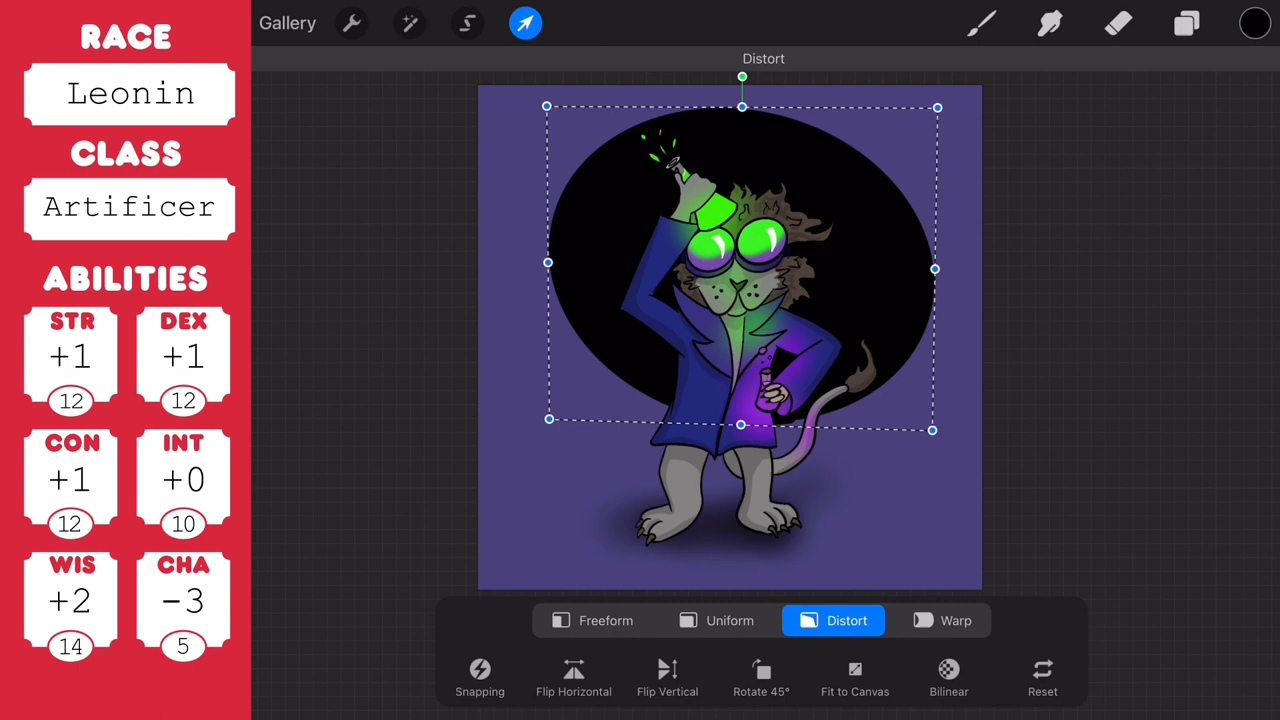 RACE
Leonin
CLASS
Artificer
ABILITIES
STR DEX
+1 +1
12 12
CON INT
+1 +0
12 10
WIS CHA
+2 -3
14 5
Gallery
Distort
Freeform Uniform Distort Warp
Snapping Flip Horizontal Flip Vertical Rotate 45° Fit to Canvas Bilinear Reset